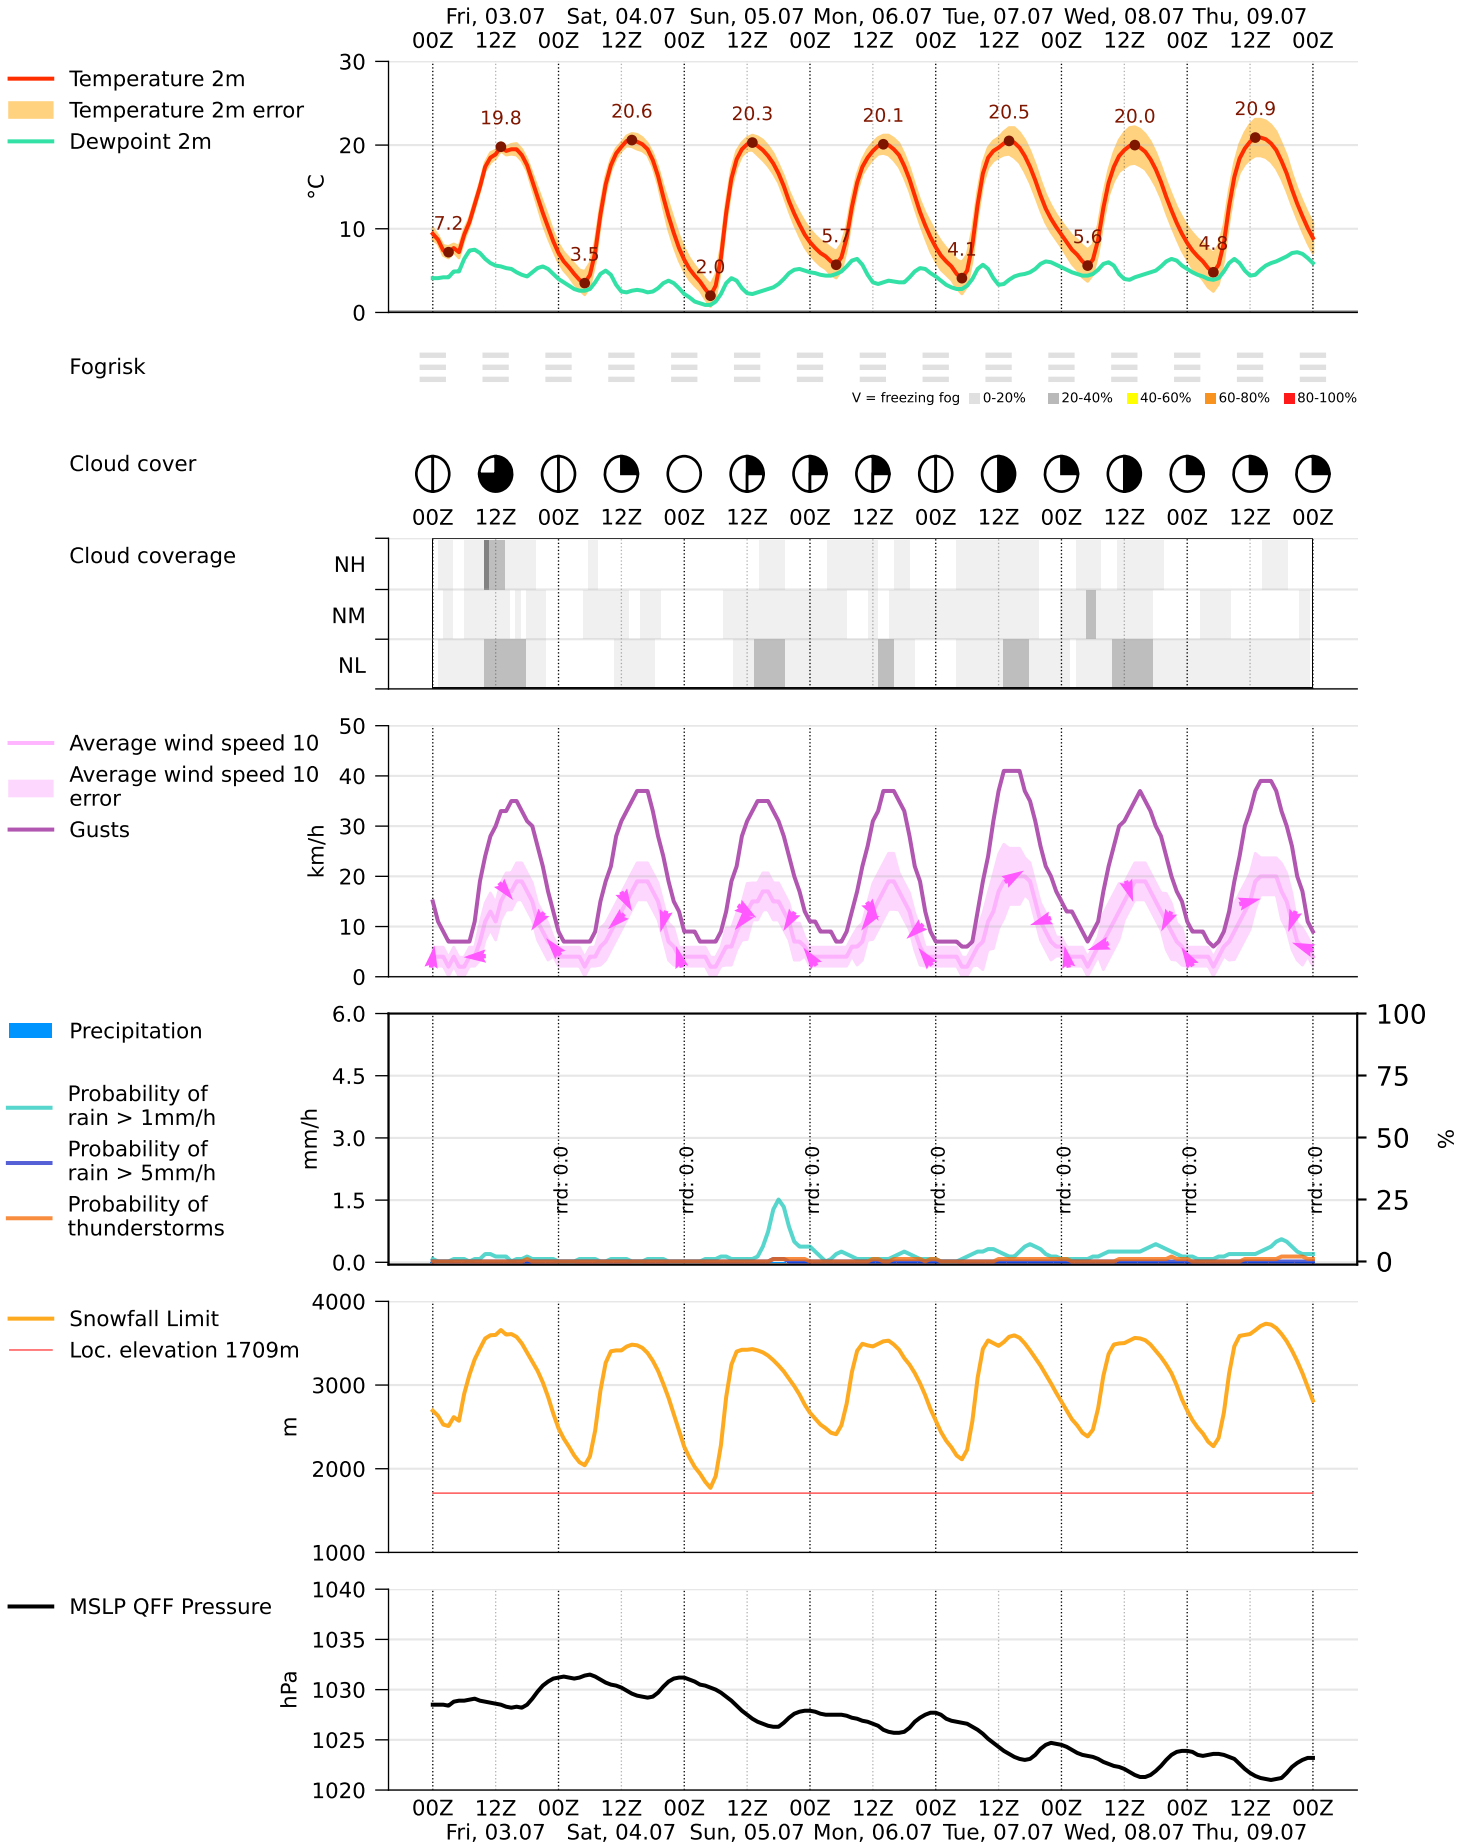 Fri, 03.07 Sat, 04.07 Sun, 05.07 Mon, 06.07 Tue, 07.07 Wed, 08.07 Thu, 09.07
00Z 12Z 00Z 12Z 00Z 12Z 00Z 12Z 00Z 12Z 00Z 12Z 00Z 12Z 00Z
Temperature 2m
Temperature 2m error
Dewpoint 2m
°C
30
20
10
0
19.8 20.6 20.3 20.1 20.5 20.0 20.9
7.2 3.5 2.0 5.7 4.1 5.6 4.8
Fogrisk
V = freezing fog 0-20% 20-40% 40-60% 60-80% 80-100%
Cloud cover
00Z 12Z 00Z 12Z 00Z 12Z 00Z 12Z 00Z 12Z 00Z 12Z 00Z 12Z 00Z
Cloud coverage
NH
NM
NL
Average wind speed 10
Average wind speed 10
error
Gusts
km/h
50
40
30
20
10
0
Precipitation
Probability of
rain > 1mm/h
Probability of
rain > 5mm/h
Probability of
thunderstorms
mm/h
6.0
4.5
3.0
1.5
0.0
rrd: 0.0 rrd: 0.0 rrd: 0.0 rrd: 0.0 rrd: 0.0 rrd: 0.0 rrd: 0.0
100
75
50
25
0
%
Snowfall Limit
Loc. elevation 1709m
m
4000
3000
2000
1000
MSLP QFF Pressure
hPa
1040
1035
1030
1025
1020
00Z 12Z 00Z 12Z 00Z 12Z 00Z 12Z 00Z 12Z 00Z 12Z 00Z 12Z 00Z
Fri, 03.07 Sat, 04.07 Sun, 05.07 Mon, 06.07 Tue, 07.07 Wed, 08.07 Thu, 09.07